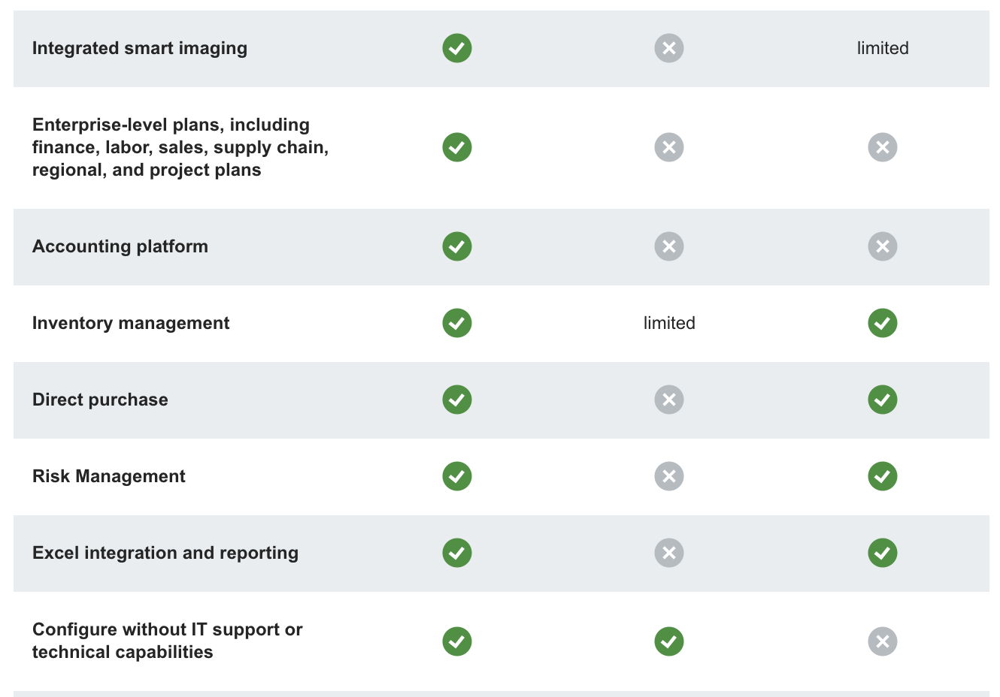 Integrated smart imaging
limited
Enterprise-level plans, including
finance, labor, sales, supply chain,
regional, and project plans
Accounting platform
Inventory management
limited
Direct purchase
Risk Management
Excel integration and reporting
Configure without IT support or
technical capabilities